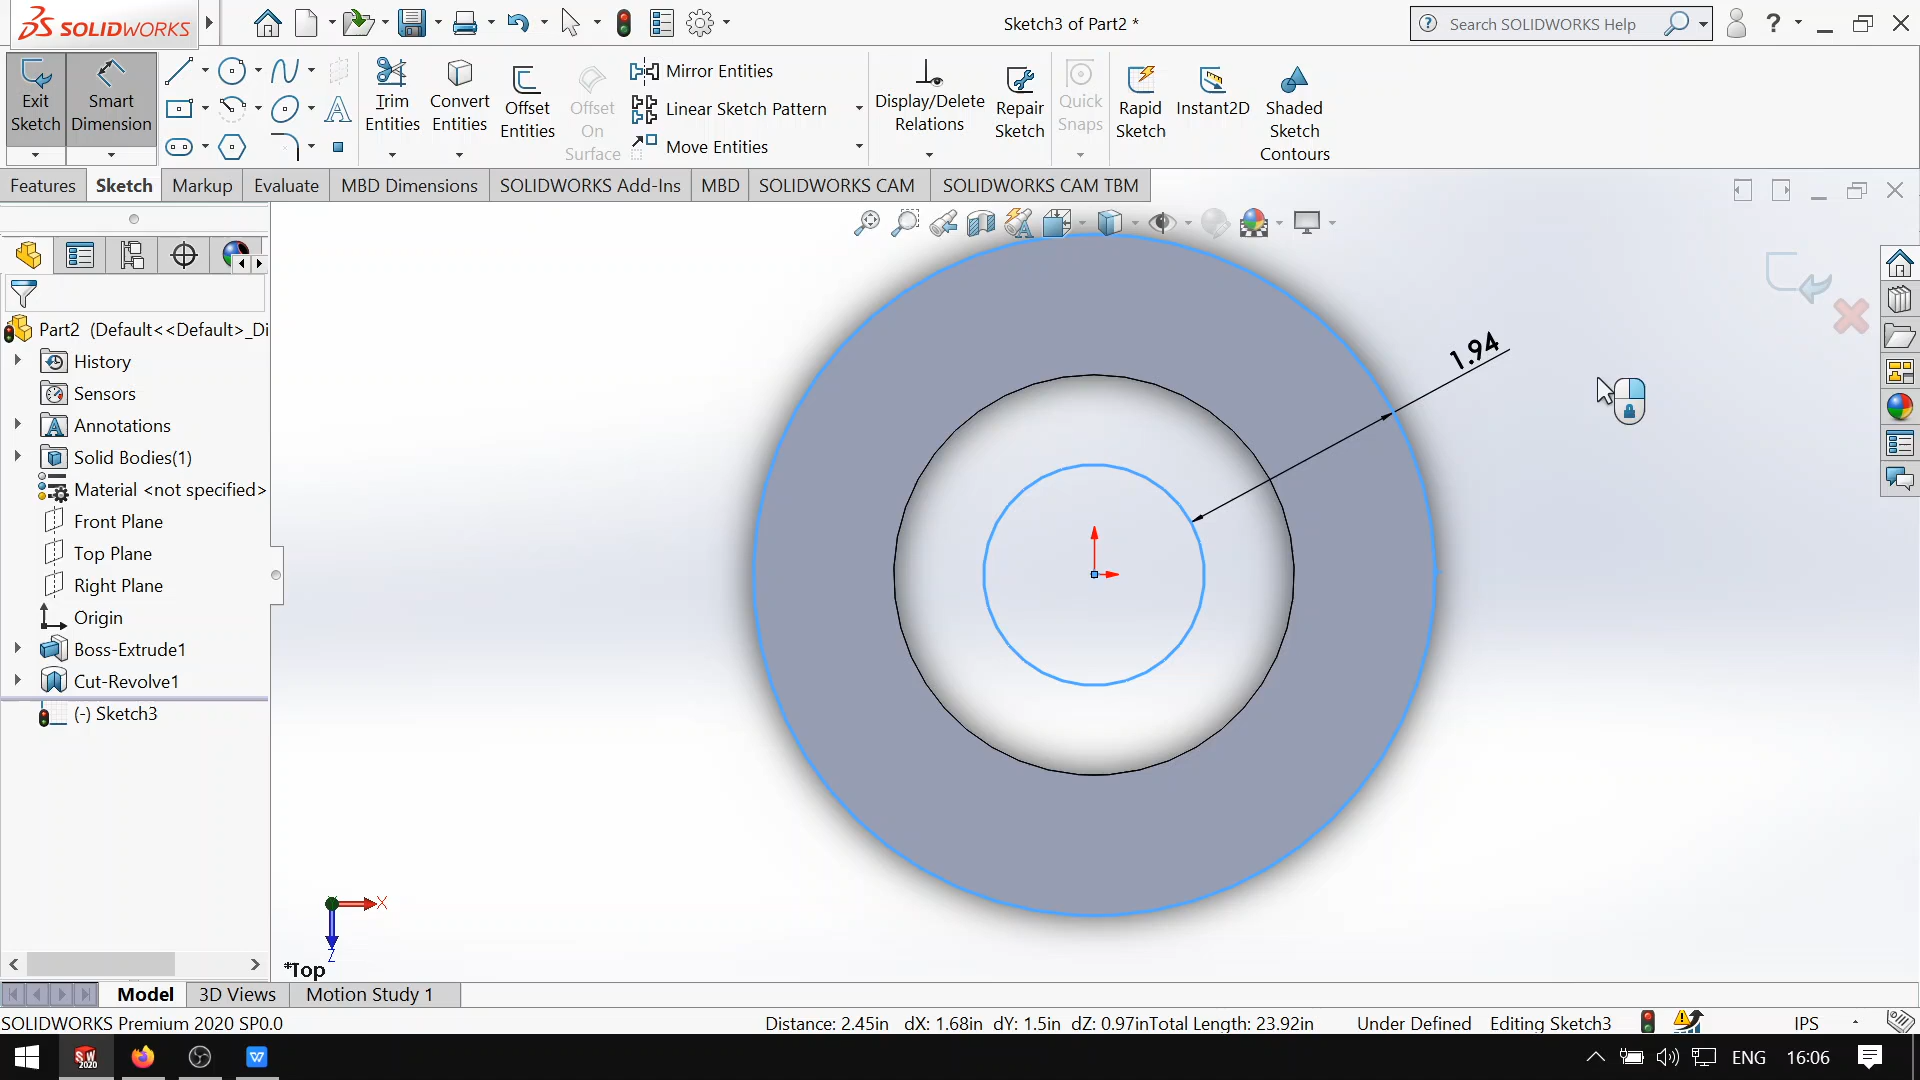 SOLIDWORKS
Sketch3 of Part2 *
Search SOLIDWORKS Help
?
Exit Sketch
Smart Dimension
Trim Entities
Convert Entities
Offset Entities
Offset On Surface
Mirror Entities
Linear Sketch Pattern
Move Entities
Display/Delete Relations
Repair Sketch
Quick Snaps
Rapid Sketch
Instant2D
Shaded Sketch Contours
Features
Sketch
Markup
Evaluate
MBD Dimensions
SOLIDWORKS Add-Ins
MBD
SOLIDWORKS CAM
SOLIDWORKS CAM TBM
Part2 (Default<<Default>_Di
History
Sensors
Annotations
Solid Bodies(1)
Material <not specified>
Front Plane
Top Plane
Right Plane
Origin
Boss-Extrude1
Cut-Revolve1
(-) Sketch3
1.94
X
Z
*Top
Model
3D Views
Motion Study 1
SOLIDWORKS Premium 2020 SP0.0
Distance: 2.45in dX: 1.68in dY: 1.5in dZ: 0.97inTotal Length: 23.92in
Under Defined
Editing Sketch3
IPS
SW 2020
W
ENG
16:06